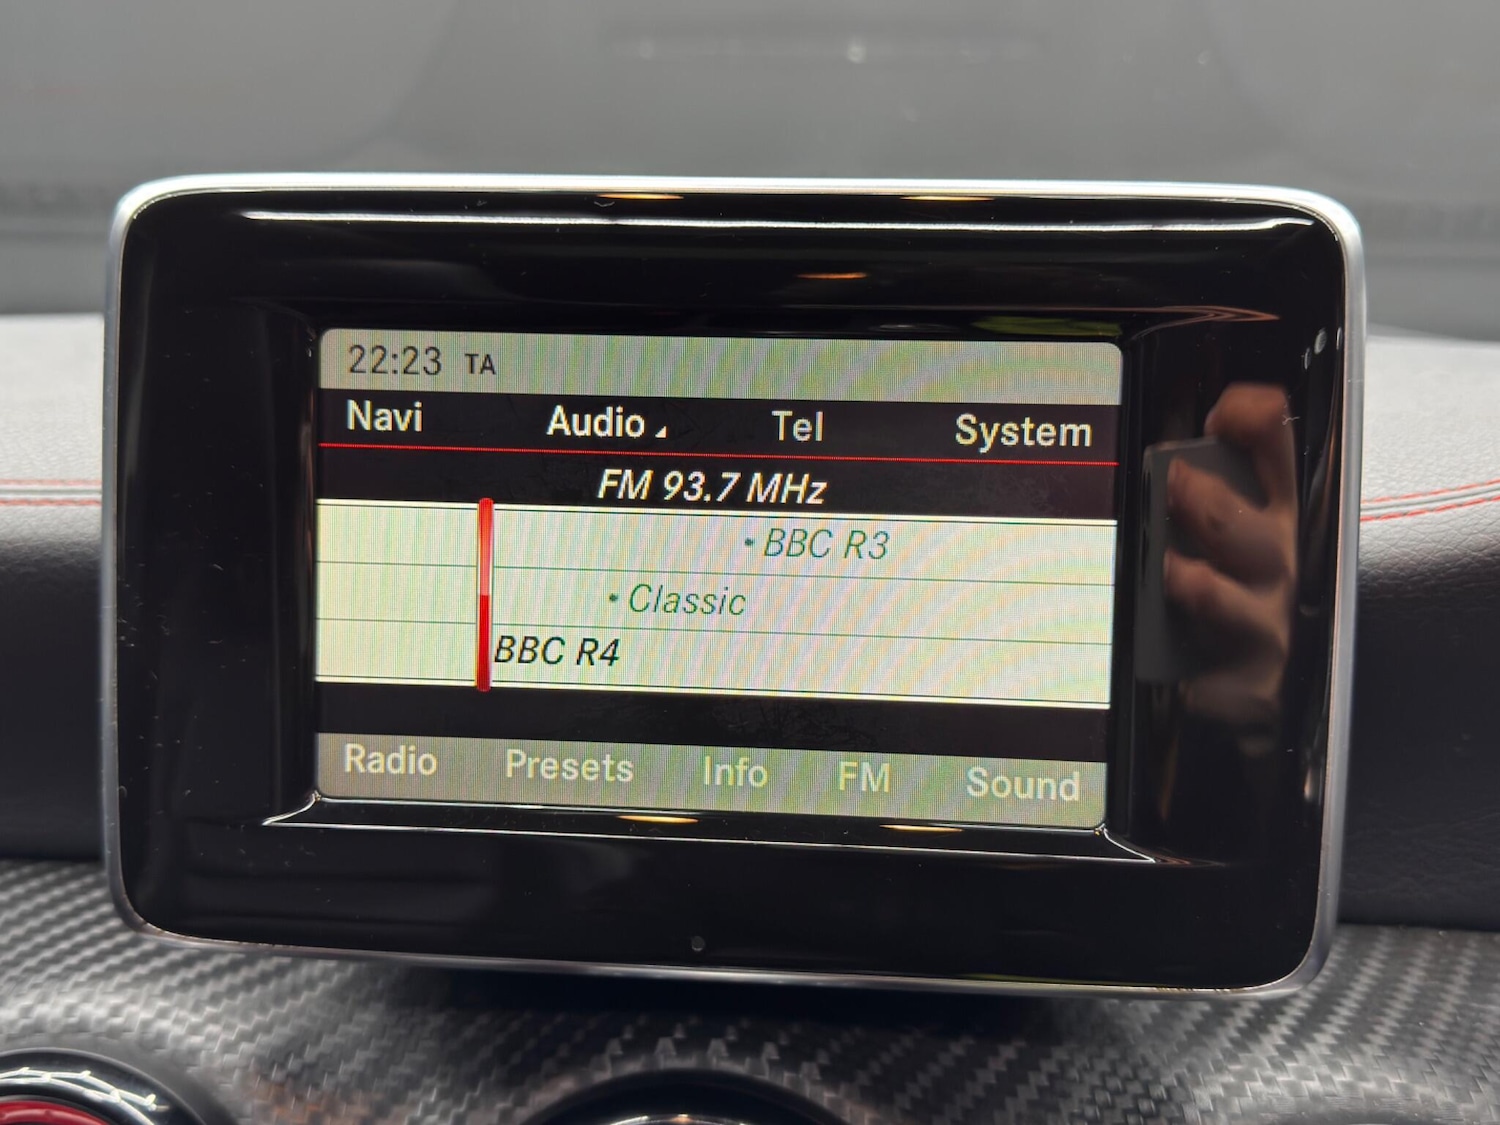 22:23 TA
Navi Audio Tel System
FM 93.7 MHz
• BBC R3
• Classic
BBC R4
Radio Presets Info FM Sound